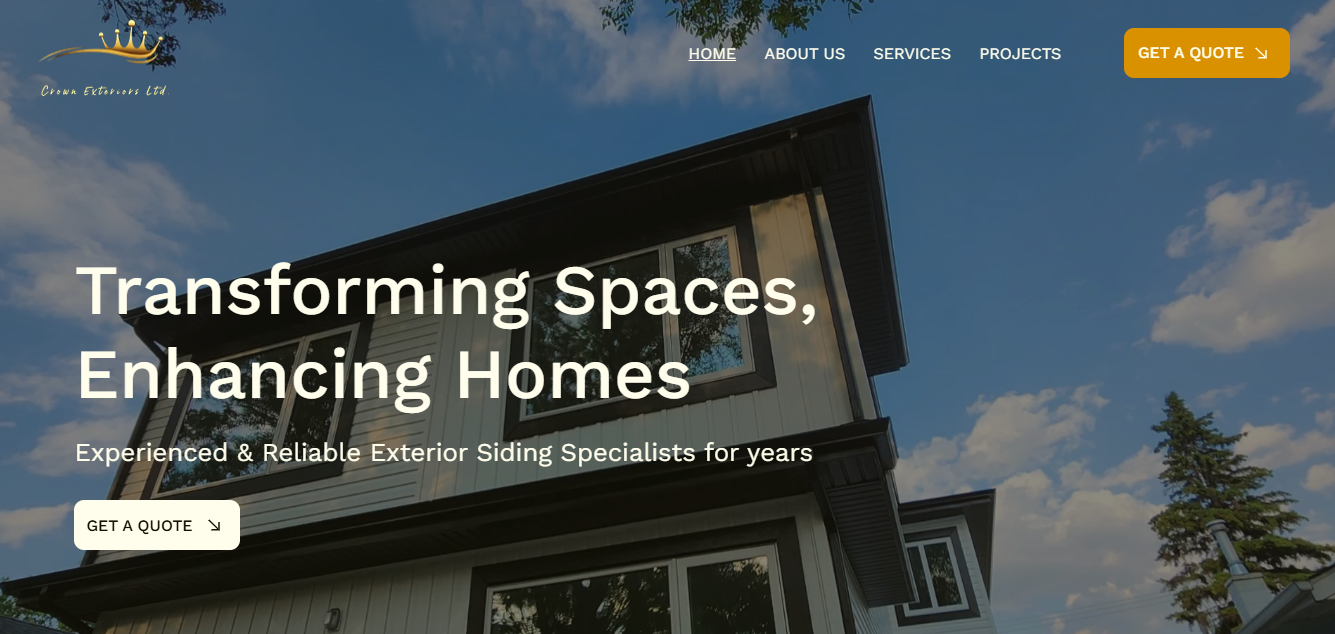 Crown Exteriors Ltd.
HOME ABOUT US SERVICES PROJECTS GET A QUOTE
Transforming Spaces,
Enhancing Homes
Experienced & Reliable Exterior Siding Specialists for years
GET A QUOTE